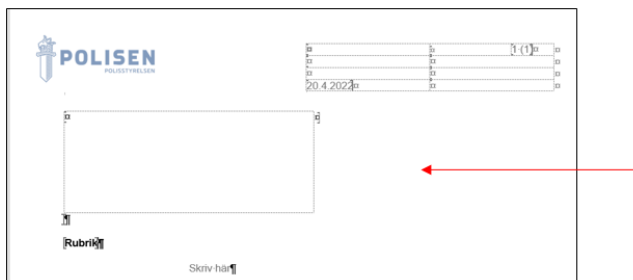 POLISEN
POLISSTYRELSEN
1 (1)
20.4.2022
Rubrik¶
Skriv·här¶